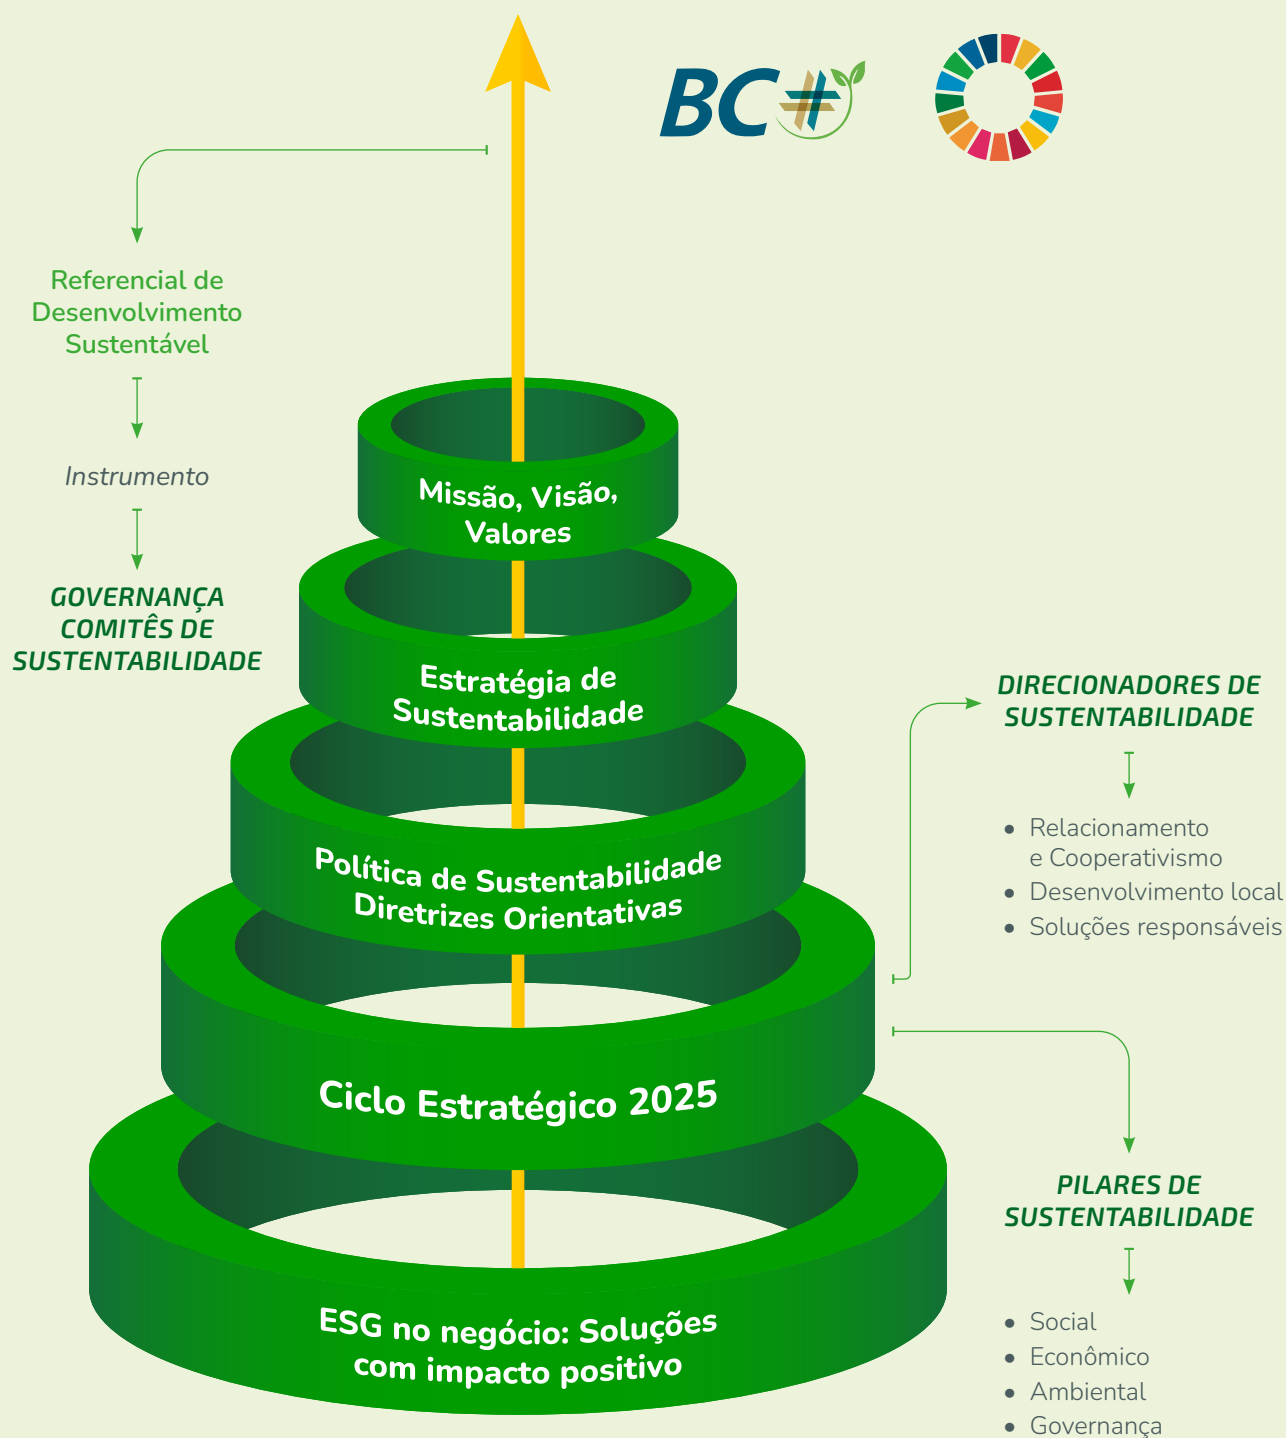 BC#
Referencial de
Desenvolvimento
Sustentável
Instrumento
GOVERNANÇA
COMITÊS DE
SUSTENTABILIDADE
Missão, Visão,
Valores
Estratégia de
Sustentabilidade
Política de Sustentabilidade
Diretrizes Orientativas
Ciclo Estratégico 2025
ESG no negócio: Soluções
com impacto positivo
DIRECIONADORES DE
SUSTENTABILIDADE
• Relacionamento
e Cooperativismo
• Desenvolvimento local
• Soluções responsáveis
PILARES DE
SUSTENTABILIDADE
• Social
• Econômico
• Ambiental
• Governança